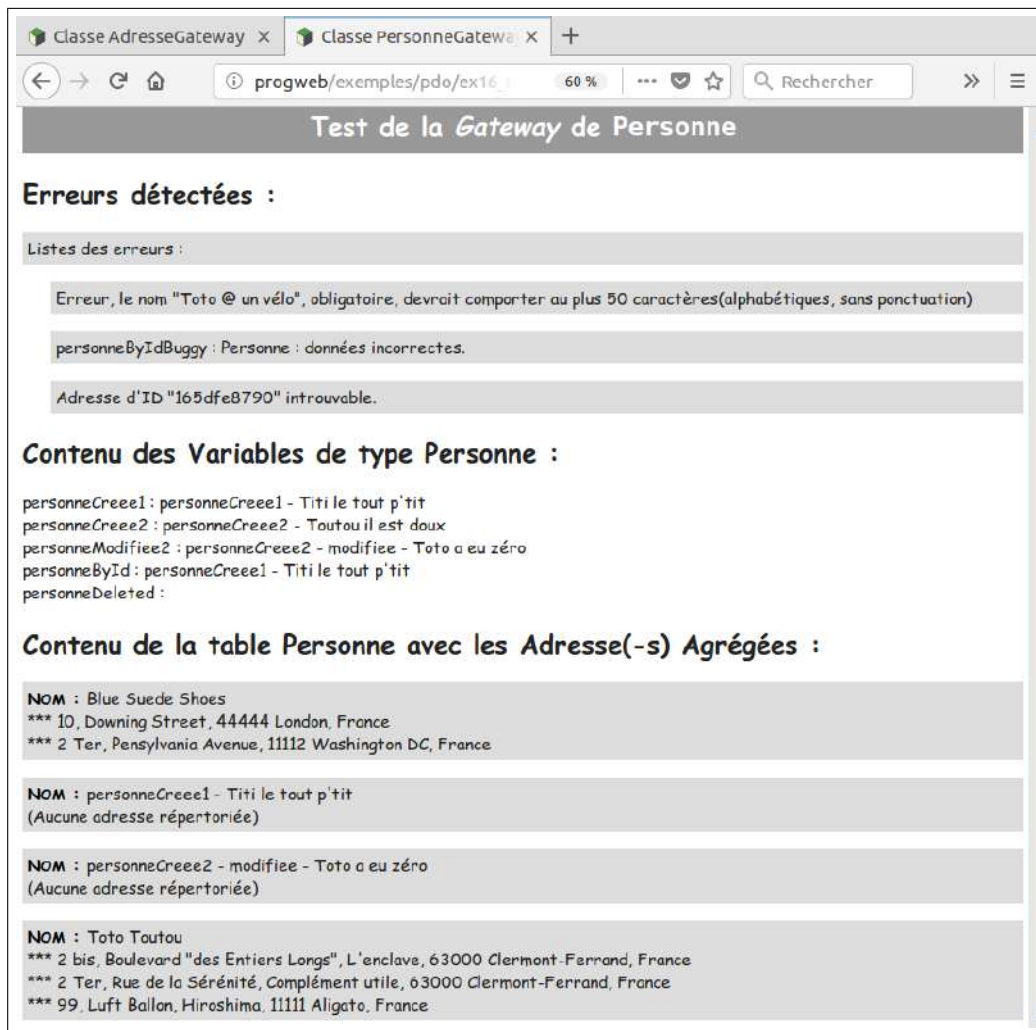 Classe AdresseGateway
Classe PersonneGatewa
progweb/exemples/pdo/ex16_
60 %
Rechercher
Test de la Gateway de Personne
Erreurs détectées :
Listes des erreurs :
Erreur, le nom "Toto @ un vélo", obligatoire, devrait comporter au plus 50 caractères(alphabétiques, sans ponctuation)
personneByIdBuggy : Personne : données incorrectes.
Adresse d'ID "165dfe8790" introuvable.
Contenu des Variables de type Personne :
personneCreee1 : personneCreee1 - Titi le tout p'tit
personneCreee2 : personneCreee2 - Toutou il est doux
personneModifiee2 : personneCreee2 - modifiee - Toto a eu zéro
personneById : personneCreee1 - Titi le tout p'tit
personneDeleted :
Contenu de la table Personne avec les Adresse(-s) Agrégées :
Nom : Blue Suede Shoes
*** 10, Downing Street, 44444 London, France
*** 2 Ter, Pensylvania Avenue, 11112 Washington DC, France
Nom : personneCreee1 - Titi le tout p'tit
(Aucune adresse répertoriée)
Nom : personneCreee2 - modifiee - Toto a eu zéro
(Aucune adresse répertoriée)
Nom : Toto Toutou
*** 2 bis, Boulevard "des Entiers Longs", L'enclave, 63000 Clermont-Ferrand, France
*** 2 Ter, Rue de la Sérénité, Complément utile, 63000 Clermont-Ferrand, France
*** 99, Luft Ballon, Hiroshima, 11111 Aligato, France